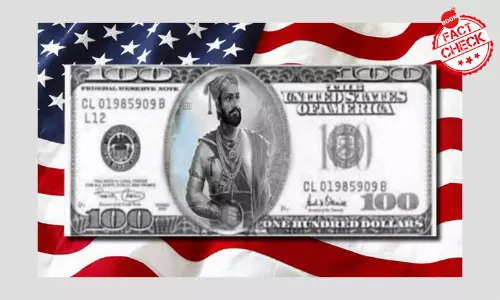 BOOM
FACT
CHECK
100
100
FEDERAL RESERVE NOTE
THE
UNITED STATES
OF AMERICA
CL 01985909 B
L12
100
CL 01985909 B
100
100
ONE HUNDRED DOLLARS